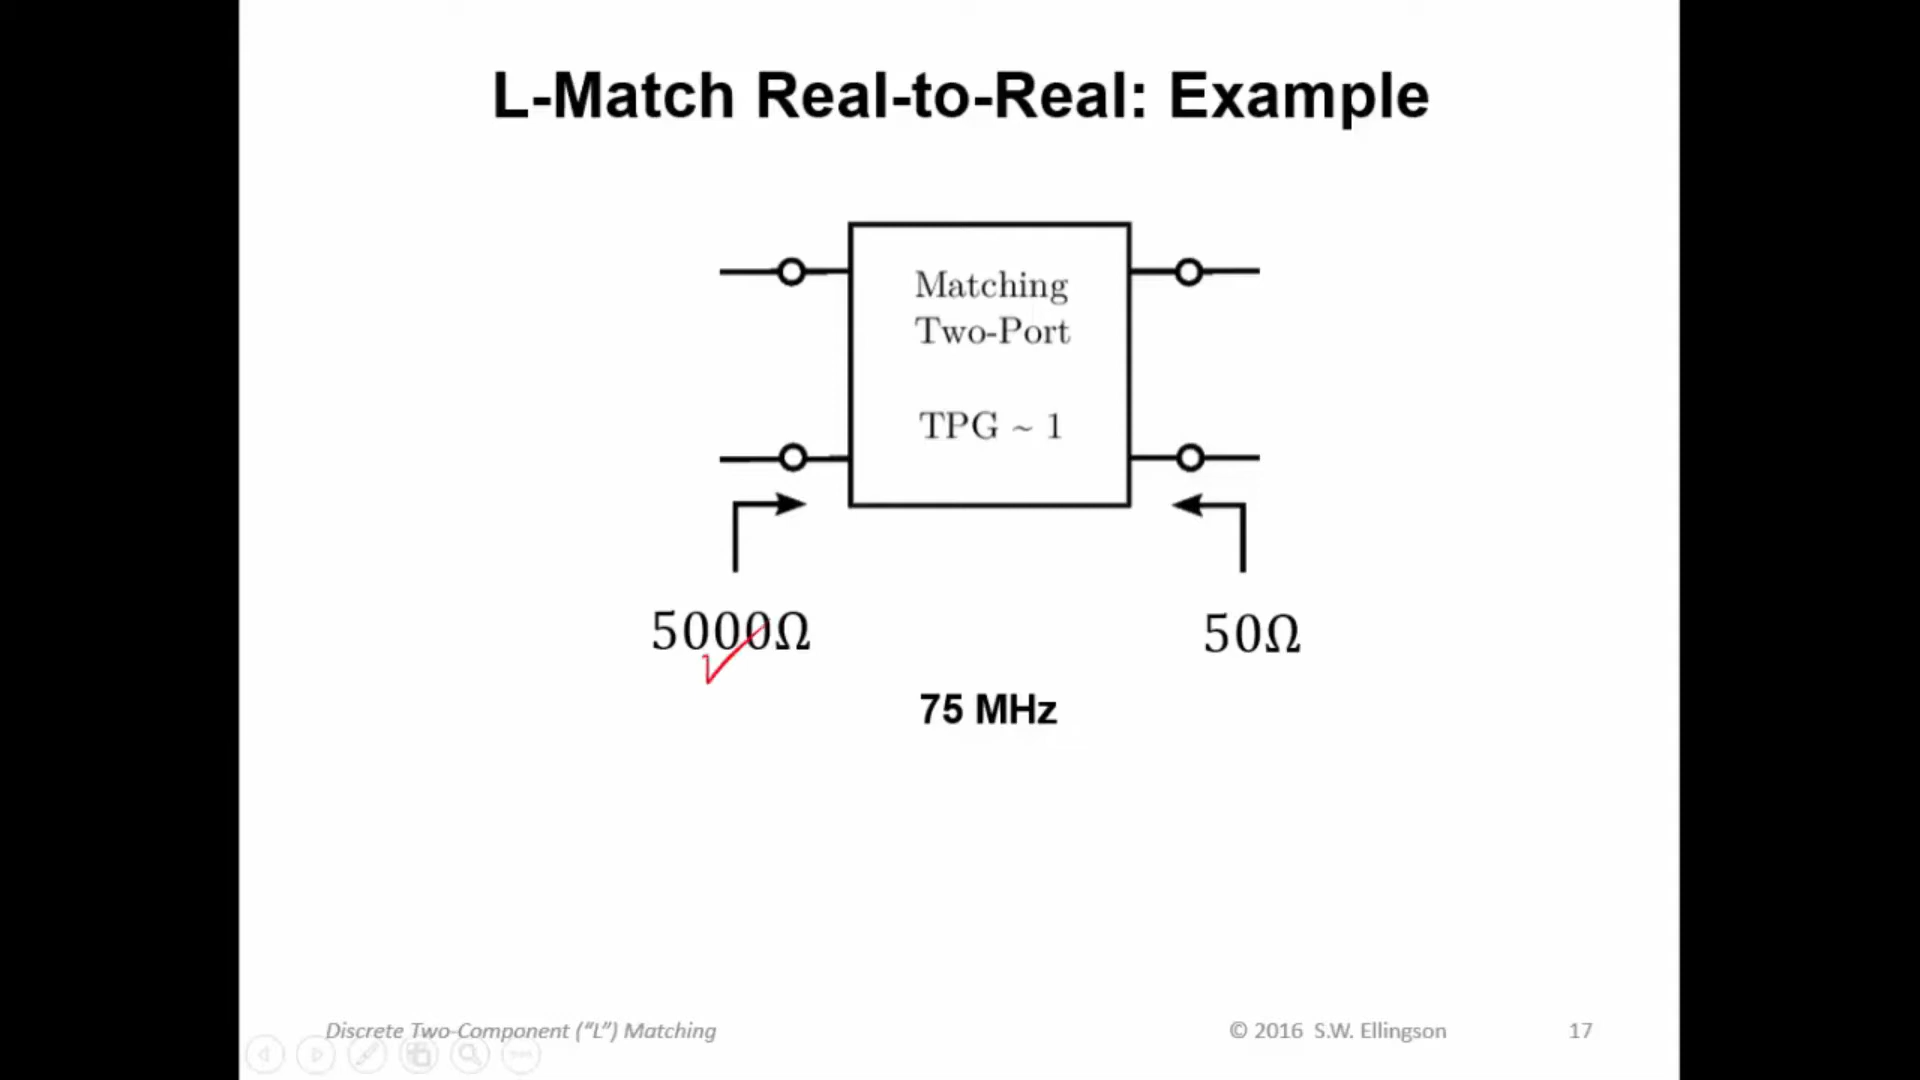 L-Match Real-to-Real: Example
Matching
Two-Port
TPG ~ 1
5000Ω
50Ω
75 MHz
Discrete Two-Component (“L”) Matching
© 2016 S.W. Ellingson
17